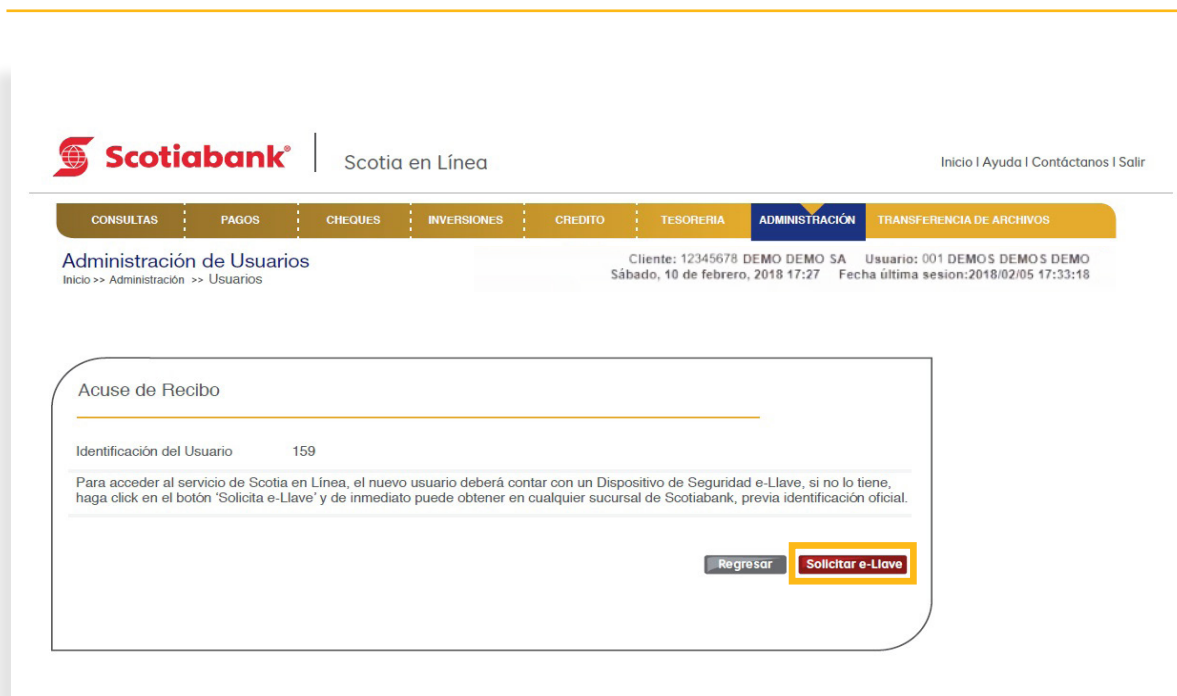 Scotiabank® Scotia en Línea
Inicio I Ayuda I Contáctanos I Salir
CONSULTAS PAGOS CHEQUES INVERSIONES CREDITO TESORERIA ADMINISTRACIÓN TRANSFERENCIA DE ARCHIVOS
Administración de Usuarios
Inicio >> Administración >> Usuarios
Cliente: 12345678 DEMO DEMO SA Usuario: 001 DEMOS DEMOS DEMO
Sábado, 10 de febrero, 2018 17:27 Fecha última sesion:2018/02/05 17:33:18
Acuse de Recibo
Identificación del Usuario 159
Para acceder al servicio de Scotia en Línea, el nuevo usuario deberá contar con un Dispositivo de Seguridad e-Llave, si no lo tiene,
haga click en el botón ‘Solicita e-Llave’ y de inmediato puede obtener en cualquier sucursal de Scotiabank, previa identificación oficial.
Regresar Solicitar e-Llave